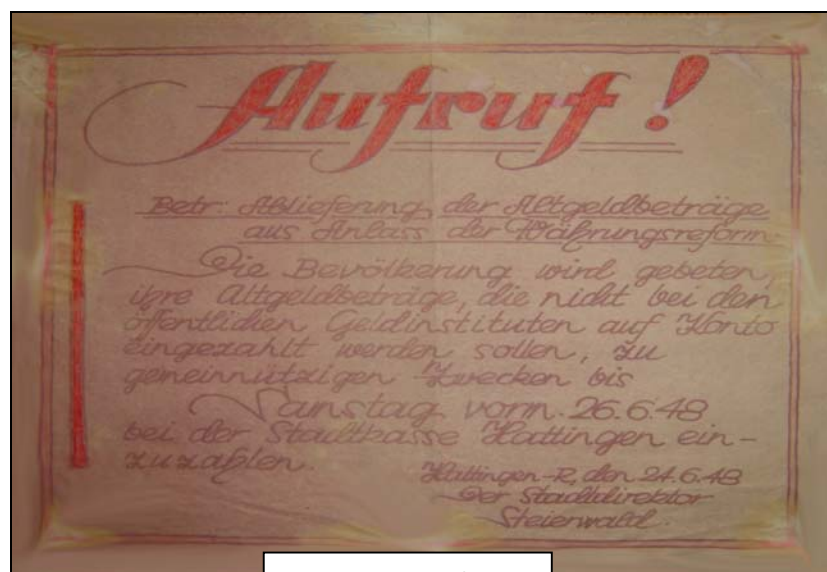 Aufruf!
Betr: Ablieferung der Altgeldbeträge
aus Anlass der Währungsreform.
Die Bevölkerung wird gebeten,
ihre Altgeldbeträge, die nicht bei den
öffentlichen Geldinstituten auf Konto
eingezahlt werden sollen, zu
gemeinnützigen Zwecken bis
Samstag vorm. 26.6.48
bei der Stadtkasse Hattingen ein-
zuzahlen.
Hattingen-R, den 24.6.48
Der Stadtdirektor
Steierwald.